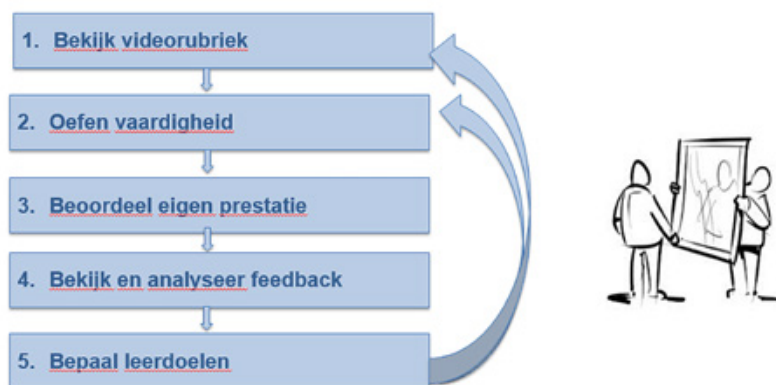 1. Bekijk videorubriek
2. Oefen vaardigheid
3. Beoordeel eigen prestatie
4. Bekijk en analyseer feedback
5. Bepaal leerdoelen